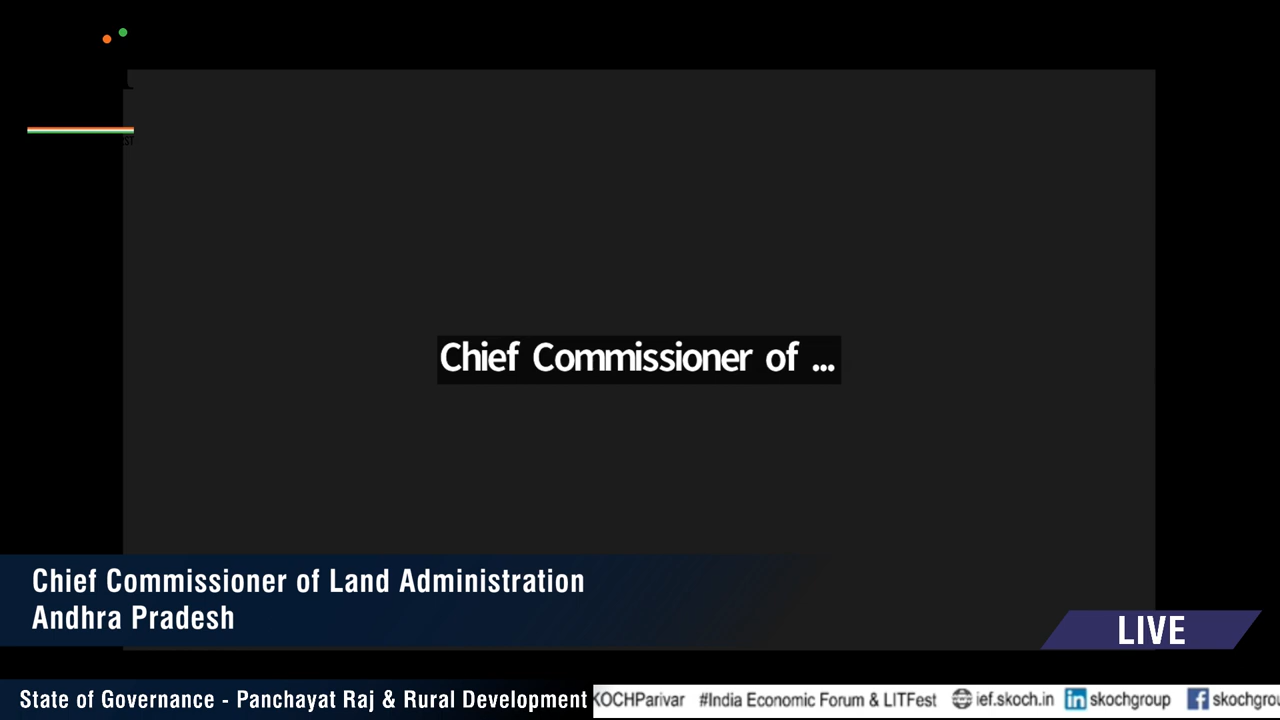 Chief Commissioner of ...
Chief Commissioner of Land Administration
Andhra Pradesh
LIVE
State of Governance - Panchayat Raj & Rural Development
KOCHParivar #India Economic Forum & LITFest ief.skoch.in skochgroup skochgro